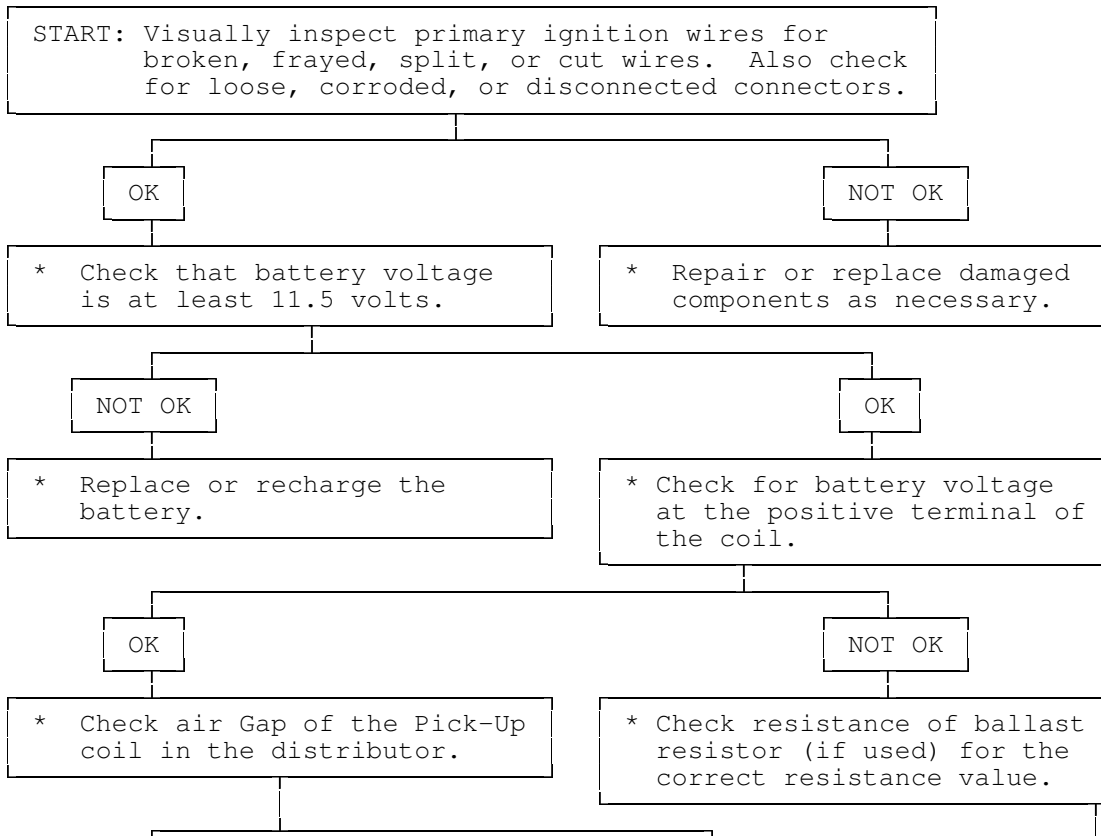 START: Visually inspect primary ignition wires for
broken, frayed, split, or cut wires. Also check
for loose, corroded, or disconnected connectors.
OK
NOT OK
* Check that battery voltage
is at least 11.5 volts.
* Repair or replace damaged
components as necessary.
NOT OK
OK
* Replace or recharge the
battery.
* Check for battery voltage
at the positive terminal of
the coil.
OK
NOT OK
* Check air Gap of the Pick-Up
coil in the distributor.
* Check resistance of ballast
resistor (if used) for the
correct resistance value.